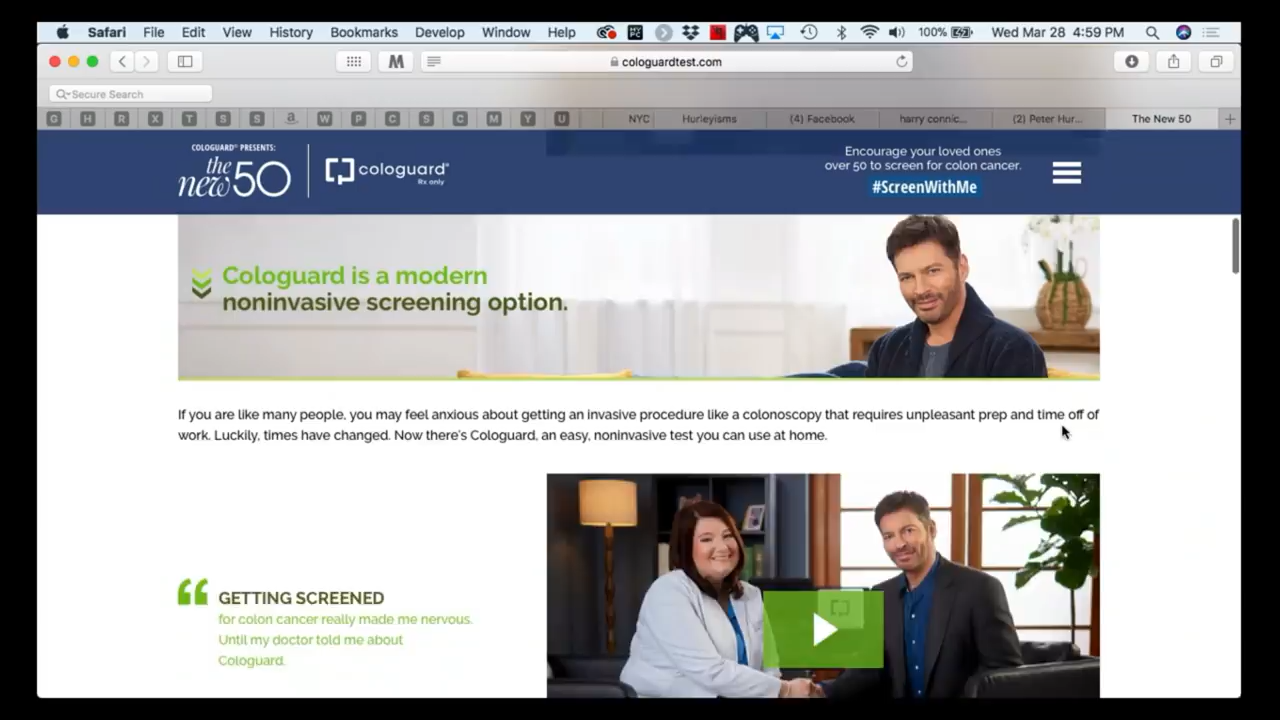 Safari File Edit View History Bookmarks Develop Window Help 100% Wed Mar 28 4:59 PM
cologuardtest.com
Secure Search
G H R X T S S a W P C S C M Y U NYC Hurleyisms (4) Facebook harry connic... (2) Peter Hur... The New 50
COLOGUARD® PRESENTS:
the new 50
cologuard®
Rx only
Encourage your loved ones
over 50 to screen for colon cancer.
#ScreenWithMe
Cologuard is a modern
noninvasive screening option.
If you are like many people, you may feel anxious about getting an invasive procedure like a colonoscopy that requires unpleasant prep and time off of
work. Luckily, times have changed. Now there's Cologuard, an easy, noninvasive test you can use at home.
GETTING SCREENED
for colon cancer really made me nervous.
Until my doctor told me about
Cologuard.